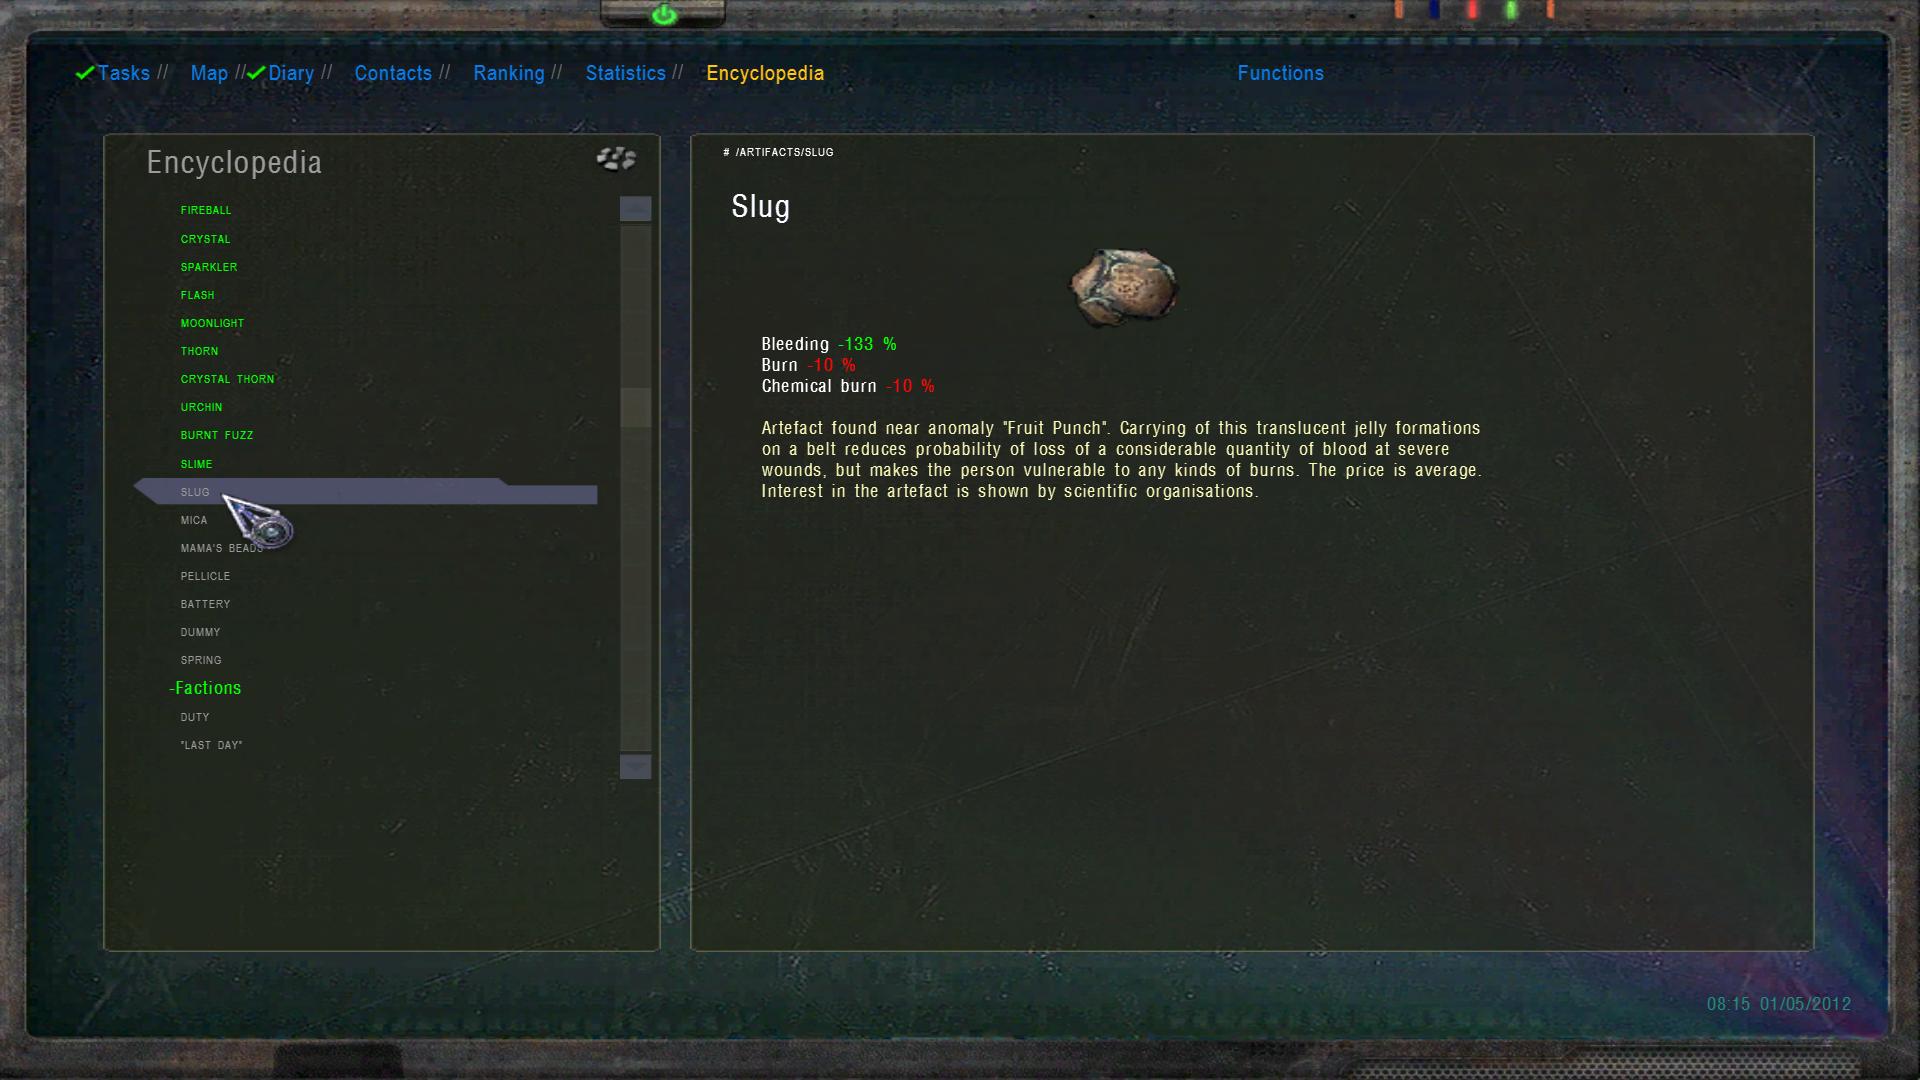 Tasks // Map // Diary // Contacts // Ranking // Statistics // Encyclopedia Functions
Encyclopedia
FIREBALL
CRYSTAL
SPARKLER
FLASH
MOONLIGHT
THORN
CRYSTAL THORN
URCHIN
BURNT FUZZ
SLIME
SLUG
MICA
MAMA'S BEADS
PELLICLE
BATTERY
DUMMY
SPRING
-Factions
DUTY
"LAST DAY"
# /ARTIFACTS/SLUG
Slug
Bleeding -133 %
Burn -10 %
Chemical burn -10 %
Artefact found near anomaly "Fruit Punch". Carrying of this translucent jelly formations
on a belt reduces probability of loss of a considerable quantity of blood at severe
wounds, but makes the person vulnerable to any kinds of burns. The price is average.
Interest in the artefact is shown by scientific organisations.
08:15 01/05/2012